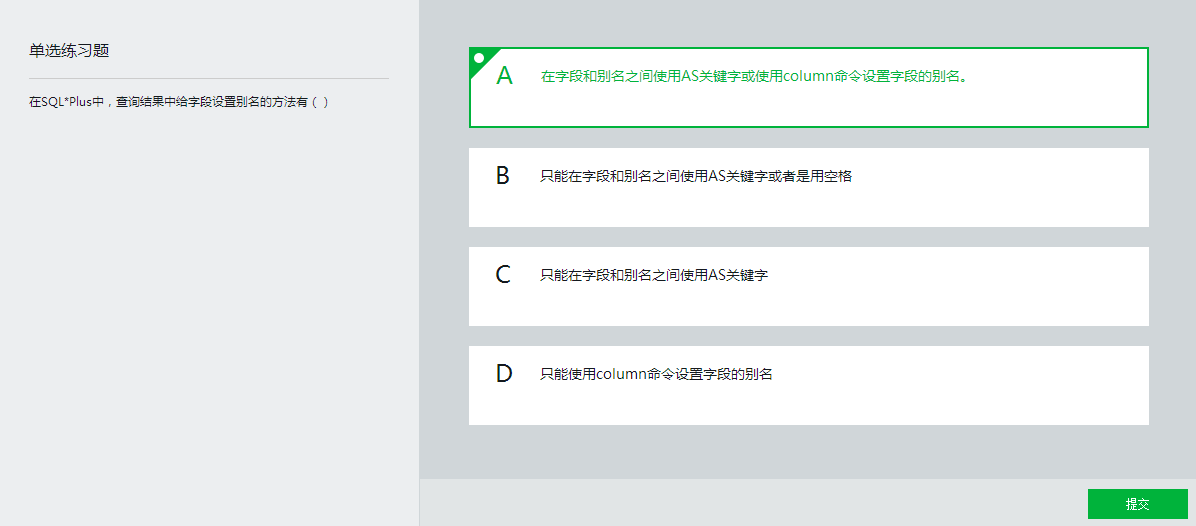 单选练习题
在SQL*Plus中，查询结果中给字段设置别名的方法有（ ）
A 在字段和别名之间使用AS关键字或使用column命令设置字段的别名。
B 只能在字段和别名之间使用AS关键字或者是用空格
C 只能在字段和别名之间使用AS关键字
D 只能使用column命令设置字段的别名
提交